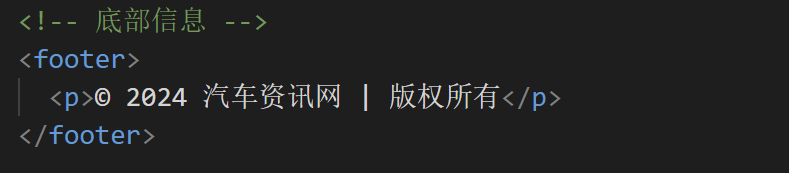 <!-- 底部信息 -->
<footer>
<p>© 2024 汽车资讯网 | 版权所有</p>
</footer>